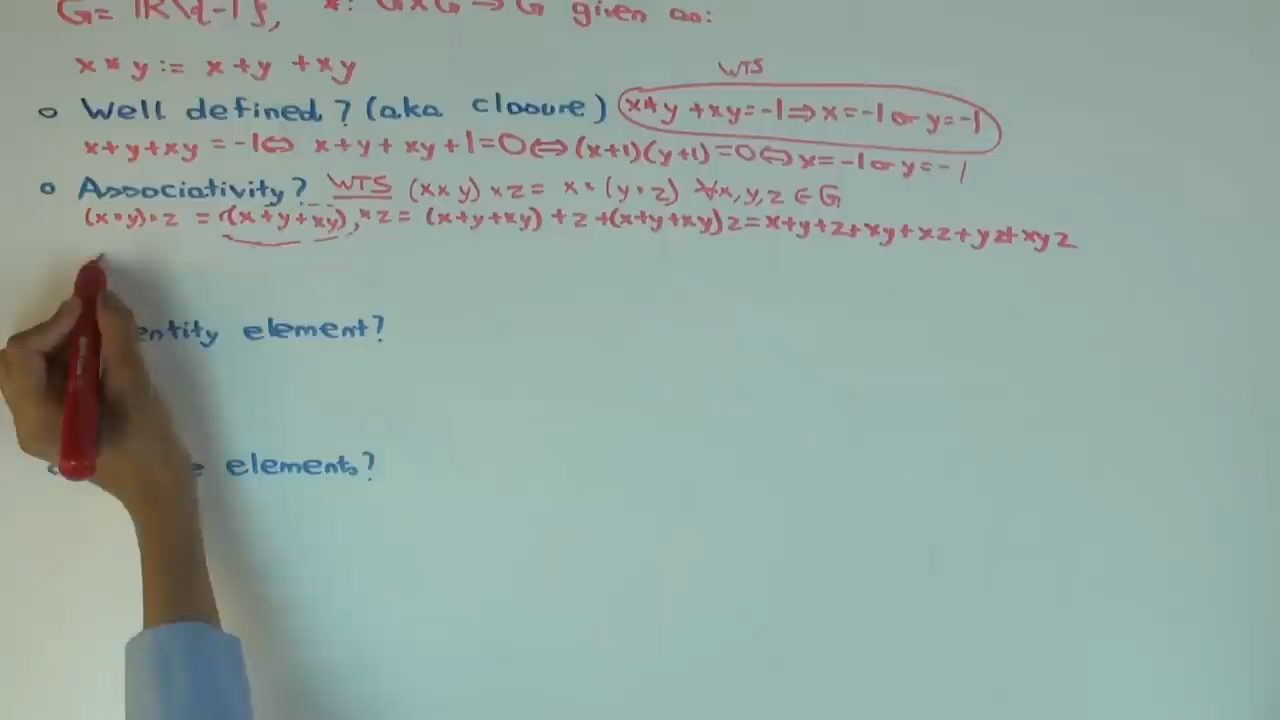 G = ℝ\{-1}, *: G×G → G given as:
x * y := x + y + xy
WTS
○ Well defined? (aka closure) x+y+xy=-1 ⇒ x=-1 or y=-1
x+y+xy = -1 ⇔ x+y+xy+1=0 ⇔ (x+1)(y+1)=0 ⇔ x=-1 or y=-1
○ Associativity? WTS (x*y)*z = x*(y*z) ∀x,y,z ∈ G
(x*y)*z = (x+y+xy)*z = (x+y+xy)+z+(x+y+xy)z = x+y+z+xy+xz+yz+xyz
entity element?
elements?